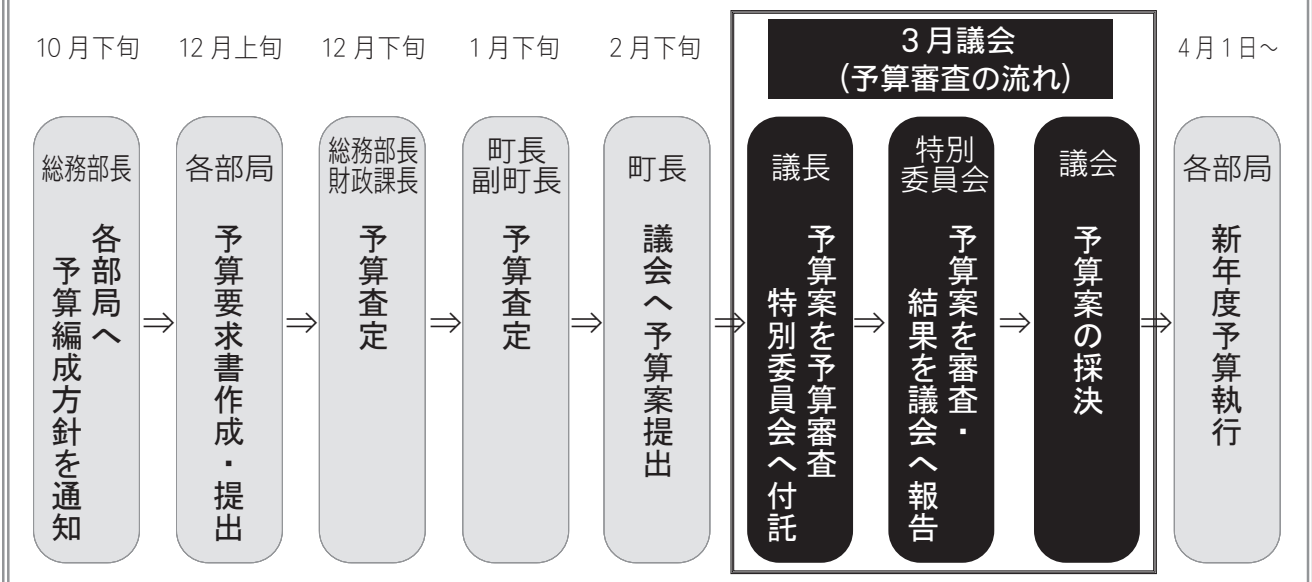 10月下旬
総務部長
各部局へ
予算編成方針を通知
⇒
12月上旬
各部局
予算要求書作成・提出
⇒
12月下旬
総務部長
財政課長
予算査定
⇒
1月下旬
町長
副町長
予算査定
⇒
2月下旬
町長
議会へ予算案提出
⇒
3月議会
(予算審査の流れ)
議長
予算案を予算審査
特別委員会へ付託
⇒
特別
委員会
予算案を審査・
結果を議会へ報告
⇒
議会
予算案の採決
⇒
4月1日~
各部局
新年度予算執行